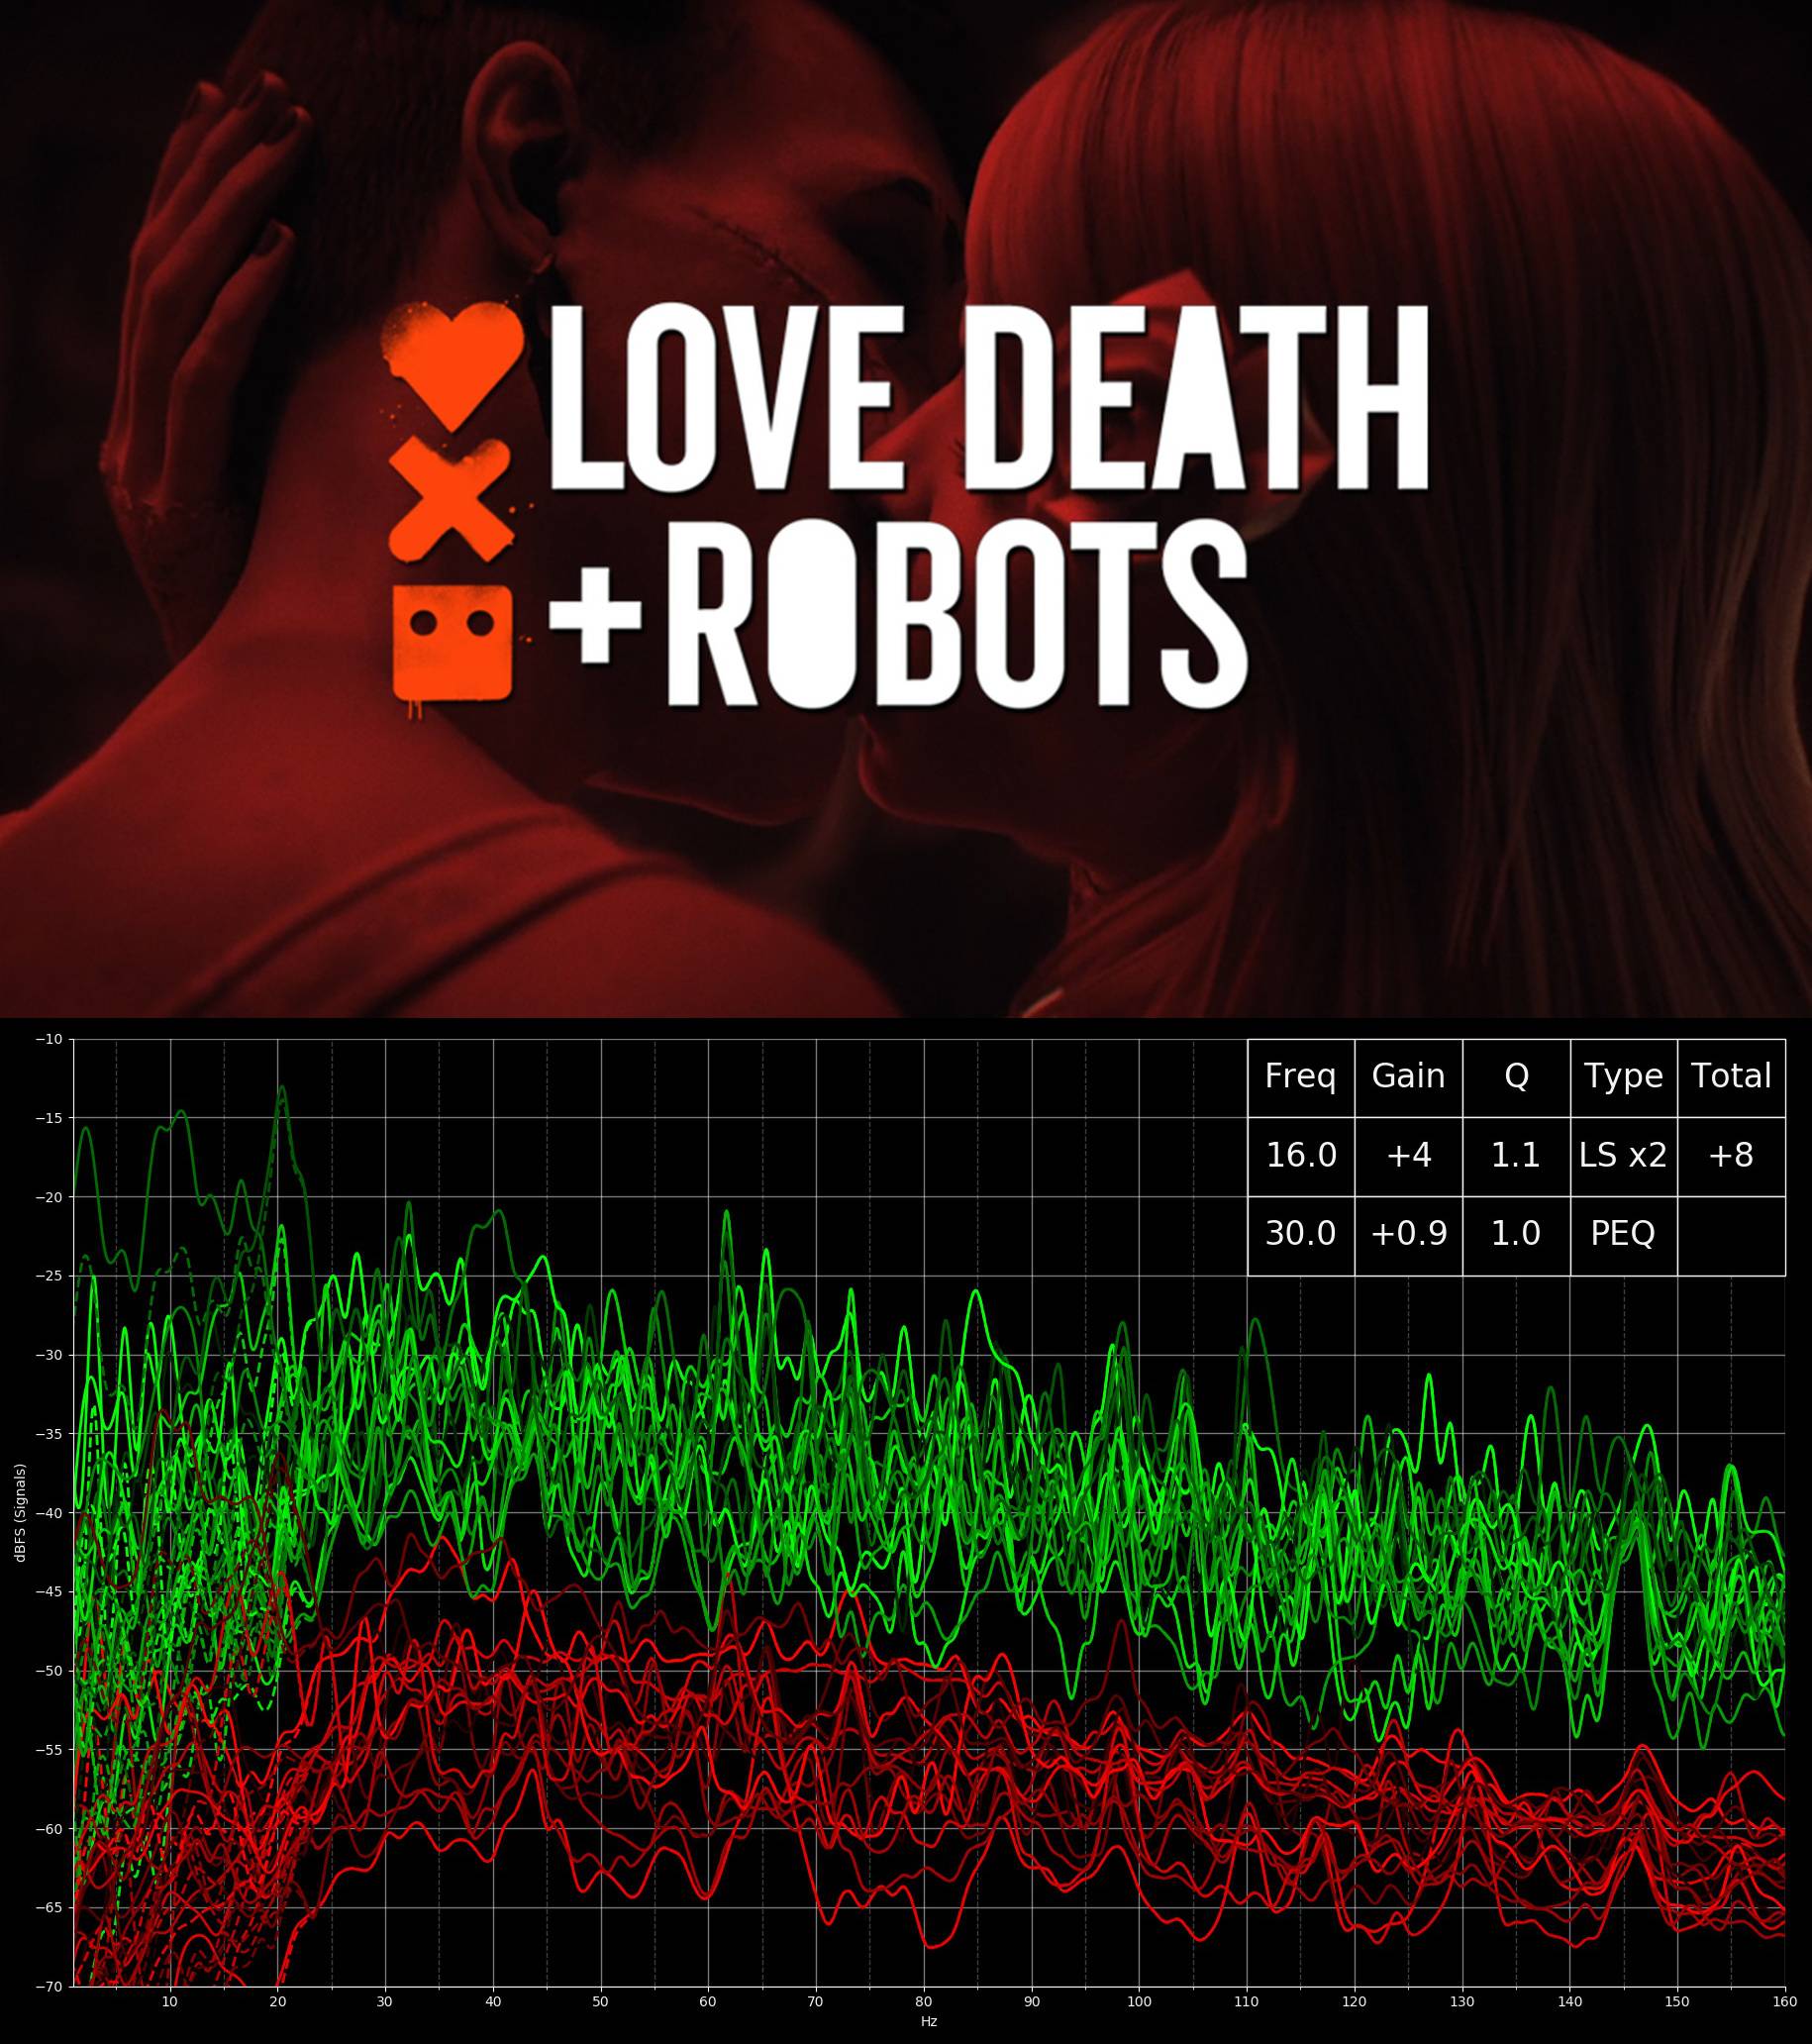 LOVE DEATH
+ROBOTS
Freq Gain Q Type Total
16.0 +4 1.1 LS x2 +8
30.0 +0.9 1.0 PEQ
−10
−15
−20
−25
−30
−35
−40
−45
−50
−55
−60
−65
−70
dBFS (Signals)
10 20 30 40 50 60 70 80 90 100 110 120 130 140 150 160
Hz